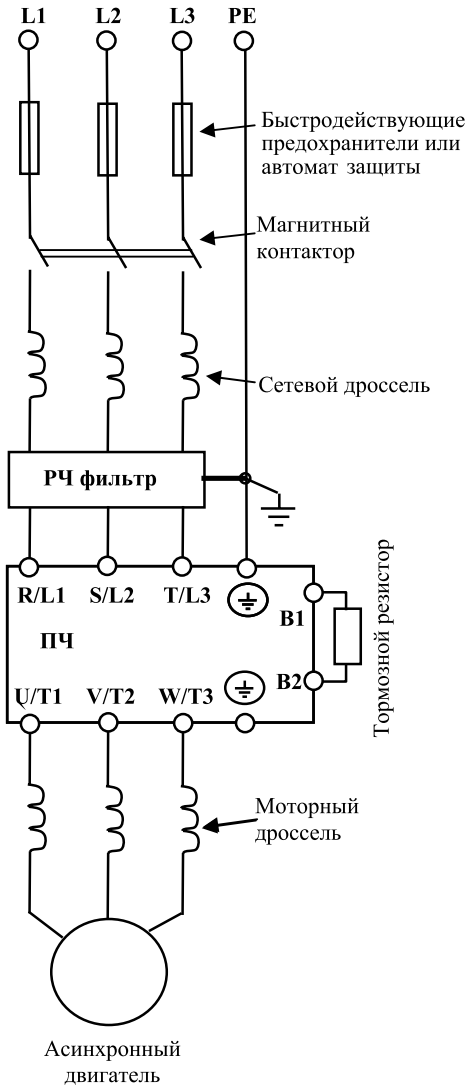 L1 L2 L3 PE
Быстродействующие
предохранители или
автомат защиты
Магнитный
контактор
Сетевой дроссель
РЧ фильтр
R/L1 S/L2 T/L3
B1
ПЧ
Тормозной резистор
B2
U/T1 V/T2 W/T3
Моторный
дроссель
Асинхронный
двигатель